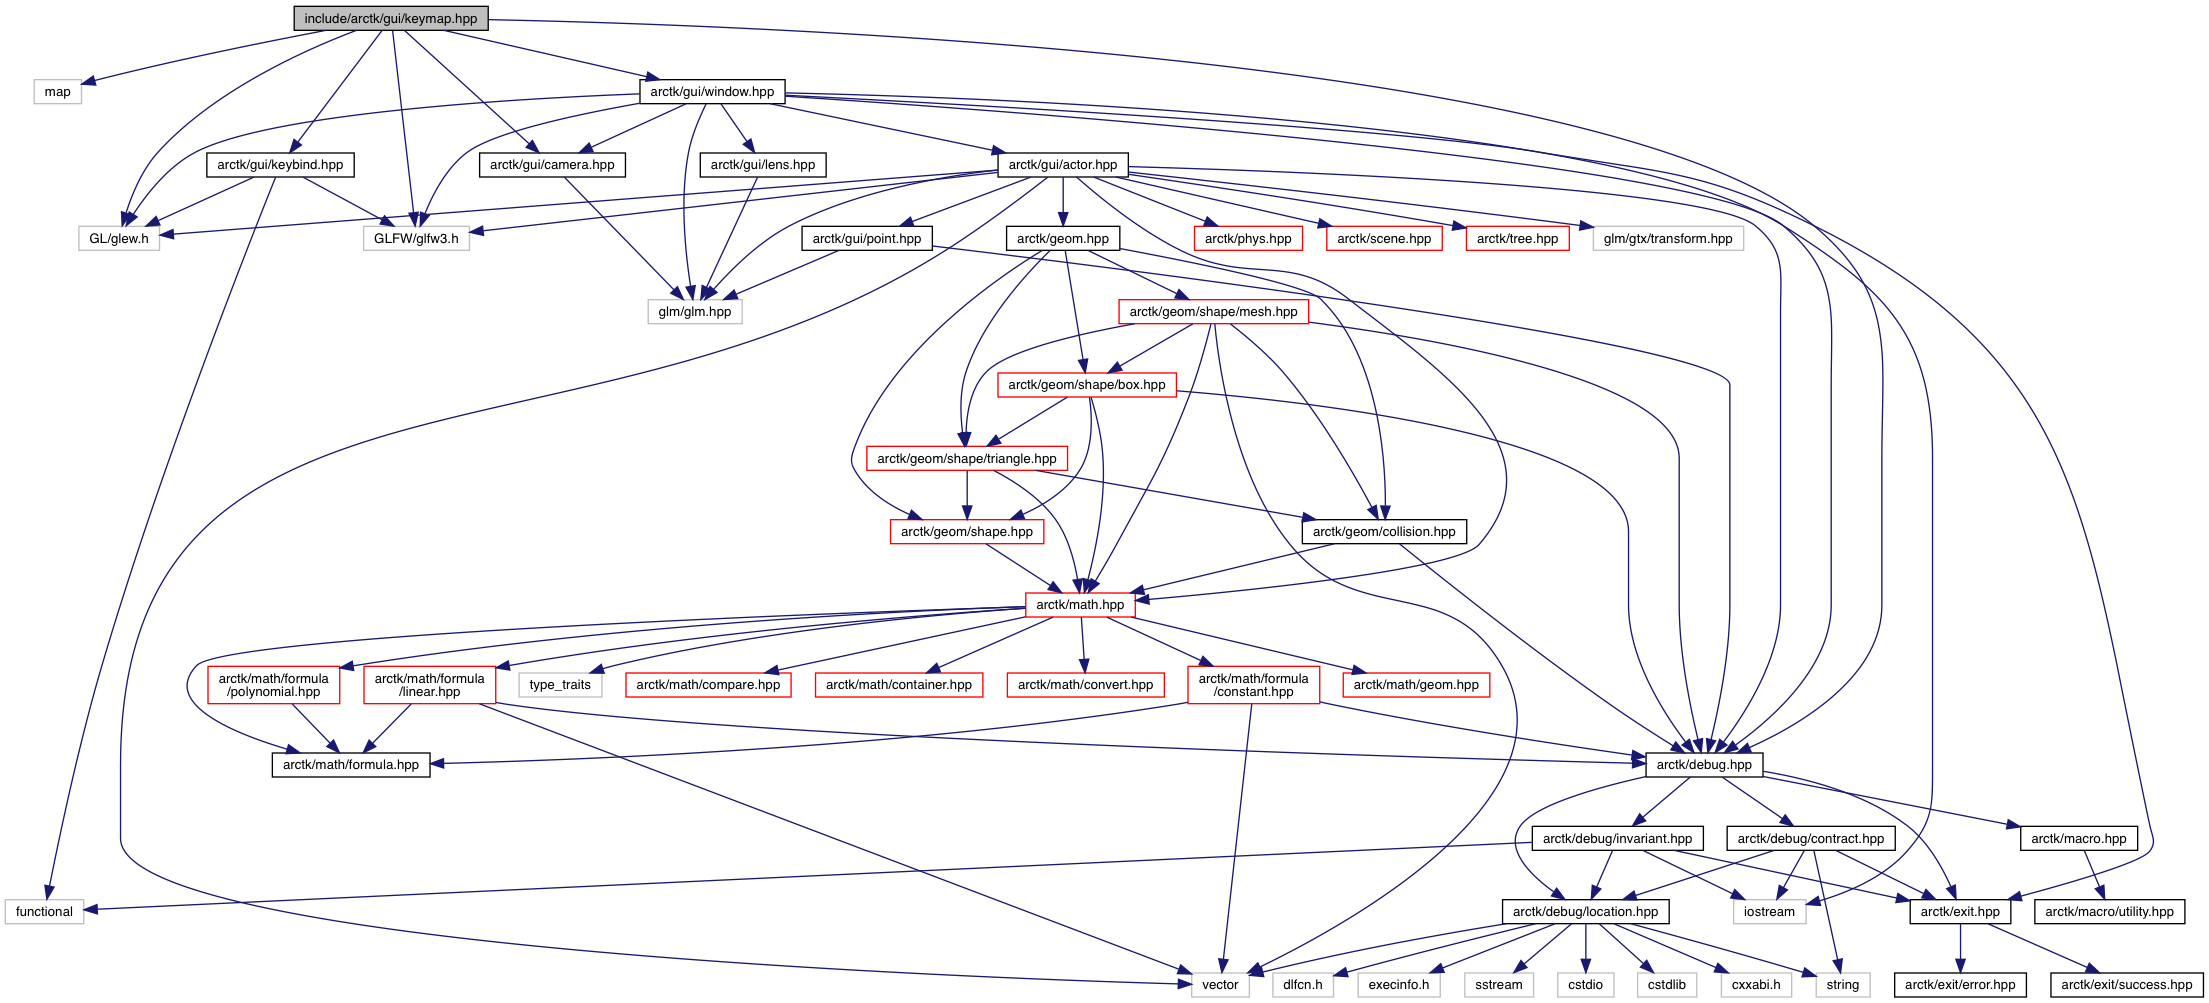 include/arctk/gui/keymap.hpp
map
arctk/gui/window.hpp
arctk/gui/keybind.hpp
arctk/gui/camera.hpp
arctk/gui/lens.hpp
arctk/gui/actor.hpp
GL/glew.h
GLFW/glfw3.h
arctk/gui/point.hpp
arctk/geom.hpp
arctk/phys.hpp
arctk/scene.hpp
arctk/tree.hpp
glm/gtx/transform.hpp
glm/glm.hpp
arctk/geom/shape/mesh.hpp
arctk/geom/shape/box.hpp
arctk/geom/shape/triangle.hpp
arctk/geom/shape.hpp
arctk/geom/collision.hpp
arctk/math.hpp
arctk/math/formula
/polynomial.hpp
arctk/math/formula
/linear.hpp
type_traits
arctk/math/compare.hpp
arctk/math/container.hpp
arctk/math/convert.hpp
arctk/math/formula
/constant.hpp
arctk/math/geom.hpp
arctk/math/formula.hpp
arctk/debug.hpp
arctk/debug/invariant.hpp
arctk/debug/contract.hpp
arctk/macro.hpp
functional
arctk/debug/location.hpp
iostream
arctk/exit.hpp
arctk/macro/utility.hpp
vector
dlfcn.h
execinfo.h
sstream
cstdio
cstdlib
cxxabi.h
string
arctk/exit/error.hpp
arctk/exit/success.hpp